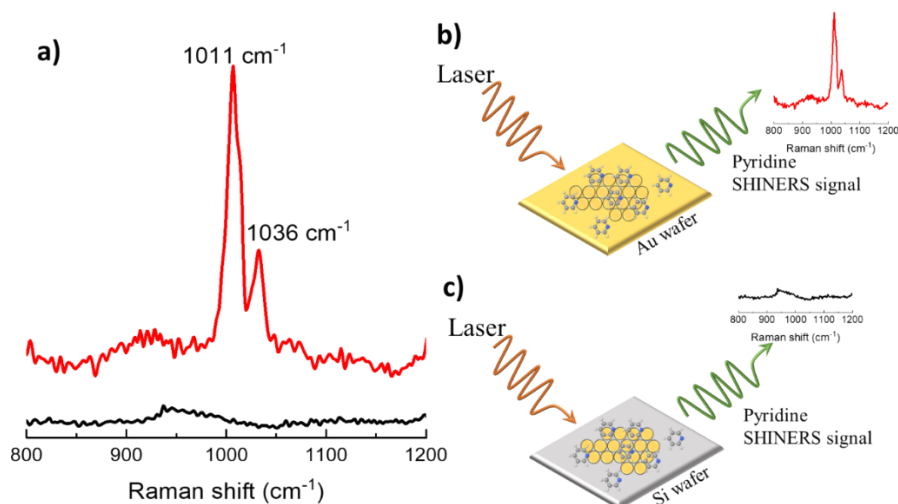 a)
1011 cm⁻¹
1036 cm⁻¹
800 900 1000 1100 1200
Raman shift (cm⁻¹)
b)
Laser
Au wafer
800 900 1000 1100 1200
Raman shift (cm⁻¹)
Pyridine
SHINERS signal
c)
Laser
Si wafer
800 900 1000 1100 1200
Raman shift (cm⁻¹)
Pyridine
SHINERS signal